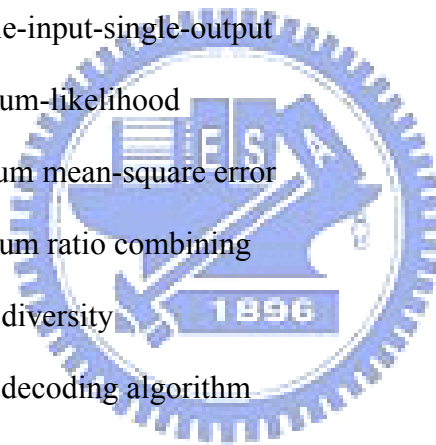 e-input-single-output
um-likelihood
um mean-square error
um ratio combining
diversity
decoding algorithm
E S A
1896